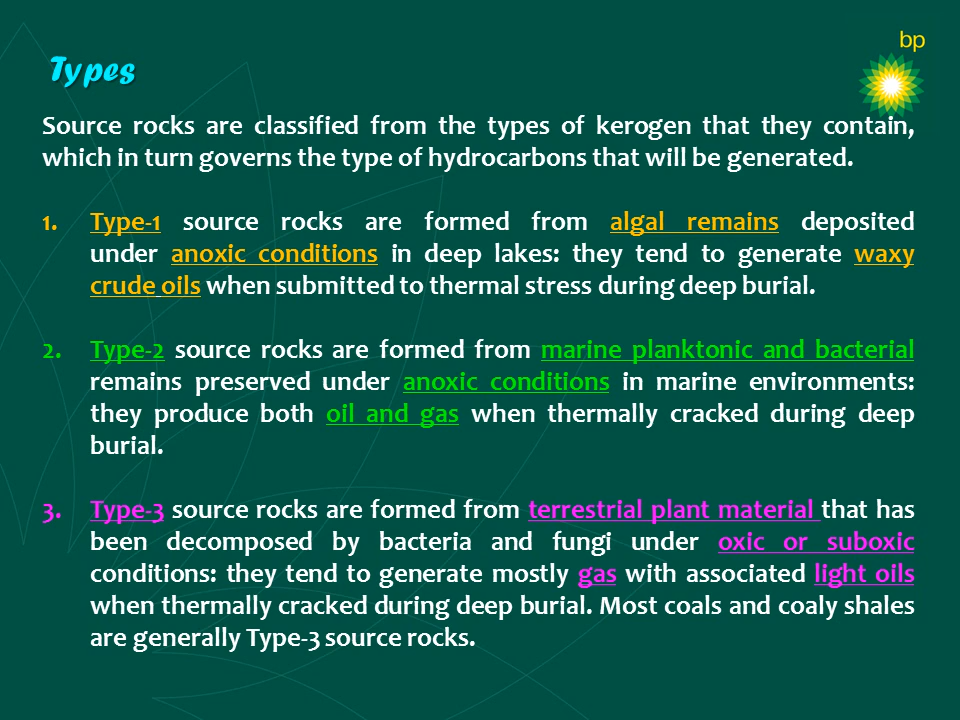 bp
Types
Source rocks are classified from the types of kerogen that they contain,
which in turn governs the type of hydrocarbons that will be generated.
1. Type-1 source rocks are formed from algal remains deposited
under anoxic conditions in deep lakes: they tend to generate waxy
crude oils when submitted to thermal stress during deep burial.
2. Type-2 source rocks are formed from marine planktonic and bacterial
remains preserved under anoxic conditions in marine environments:
they produce both oil and gas when thermally cracked during deep
burial.
3. Type-3 source rocks are formed from terrestrial plant material that has
been decomposed by bacteria and fungi under oxic or suboxic
conditions: they tend to generate mostly gas with associated light oils
when thermally cracked during deep burial. Most coals and coaly shales
are generally Type-3 source rocks.